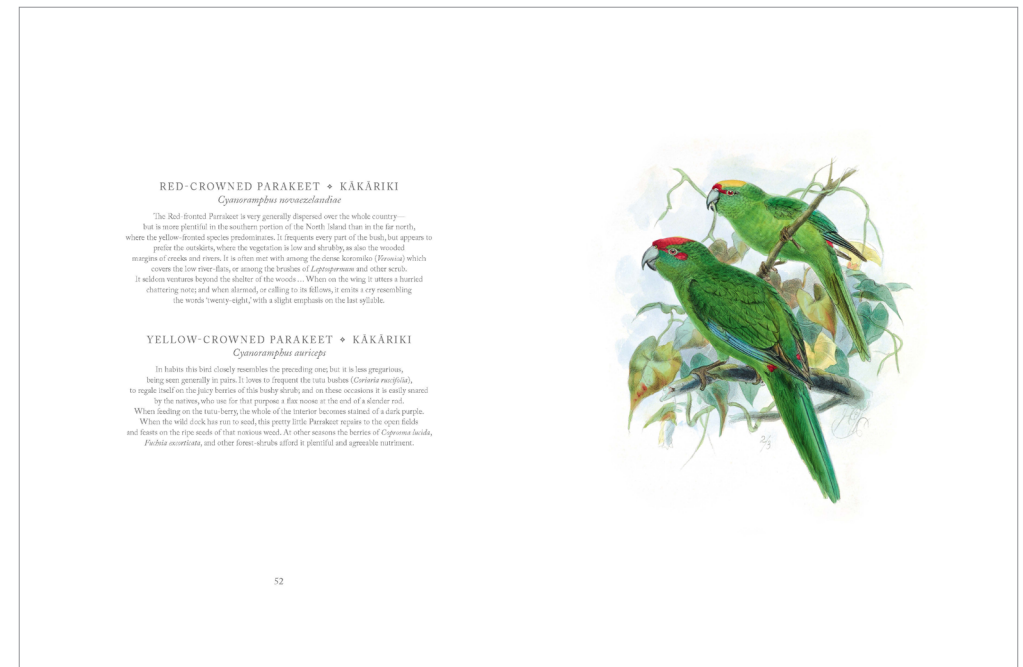 RED-CROWNED PARAKEET ❖ KĀKĀRIKI
Cyanoramphus novaezelandiae
The Red-fronted Parrakeet is very generally dispersed over the whole country—
but is more plentiful in the southern portion of the North Island than in the far north,
where the yellow-fronted species predominates. It frequents every part of the bush, but appears to
prefer the outskirts, where the vegetation is low and shrubby, as also the wooded
margins of creeks and rivers. It is often met with among the dense koromiko (Veronica) which
covers the low river-flats, or among the brushes of Leptospermum and other scrub.
It seldom ventures beyond the shelter of the woods ... When on the wing it utters a hurried
chattering note; and when alarmed, or calling to its fellows, it emits a cry resembling
the words ‘twenty-eight,’ with a slight emphasis on the last syllable.
YELLOW-CROWNED PARAKEET ❖ KĀKĀRIKI
Cyanoramphus auriceps
In habits this bird closely resembles the preceding one; but it is less gregarious,
being seen generally in pairs. It loves to frequent the tutu bushes (Coriaria ruscifolia),
to regale itself on the juicy berries of this bushy shrub; and on these occasions it is easily snared
by the natives, who use for that purpose a flax noose at the end of a slender rod.
When feeding on the tutu-berry, the whole of the interior becomes stained of a dark purple.
When the wild dock has run to seed, this pretty little Parrakeet repairs to the open fields
and feasts on the ripe seeds of that noxious weed. At other seasons the berries of Coprosma lucida,
Fuchsia excorticata, and other forest-shrubs afford it plentiful and agreeable nutriment.
52
2/3